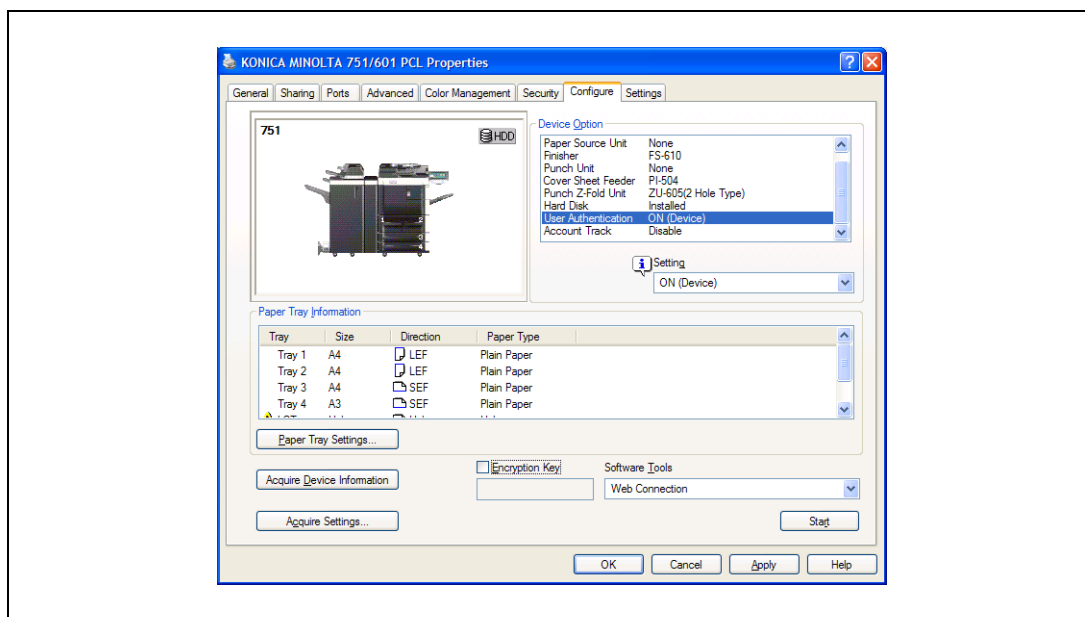 KONICA MINOLTA 751/601 PCL Properties
General Sharing Ports Advanced Color Management Security Configure Settings
751
HDD
Device Option
Paper Source Unit None
Finisher FS-610
Punch Unit None
Cover Sheet Feeder PI-504
Punch Z-Fold Unit ZU-605(2 Hole Type)
Hard Disk Installed
User Authentication ON (Device)
Account Track Disable
Setting
ON (Device)
Paper Tray Information
Tray Size Direction Paper Type
Tray 1 A4 LEF Plain Paper
Tray 2 A4 LEF Plain Paper
Tray 3 A4 SEF Plain Paper
Tray 4 A3 SEF Plain Paper
Paper Tray Settings...
Acquire Device Information
Encryption Key
Software Tools
Web Connection
Acquire Settings...
Start
OK Cancel Apply Help